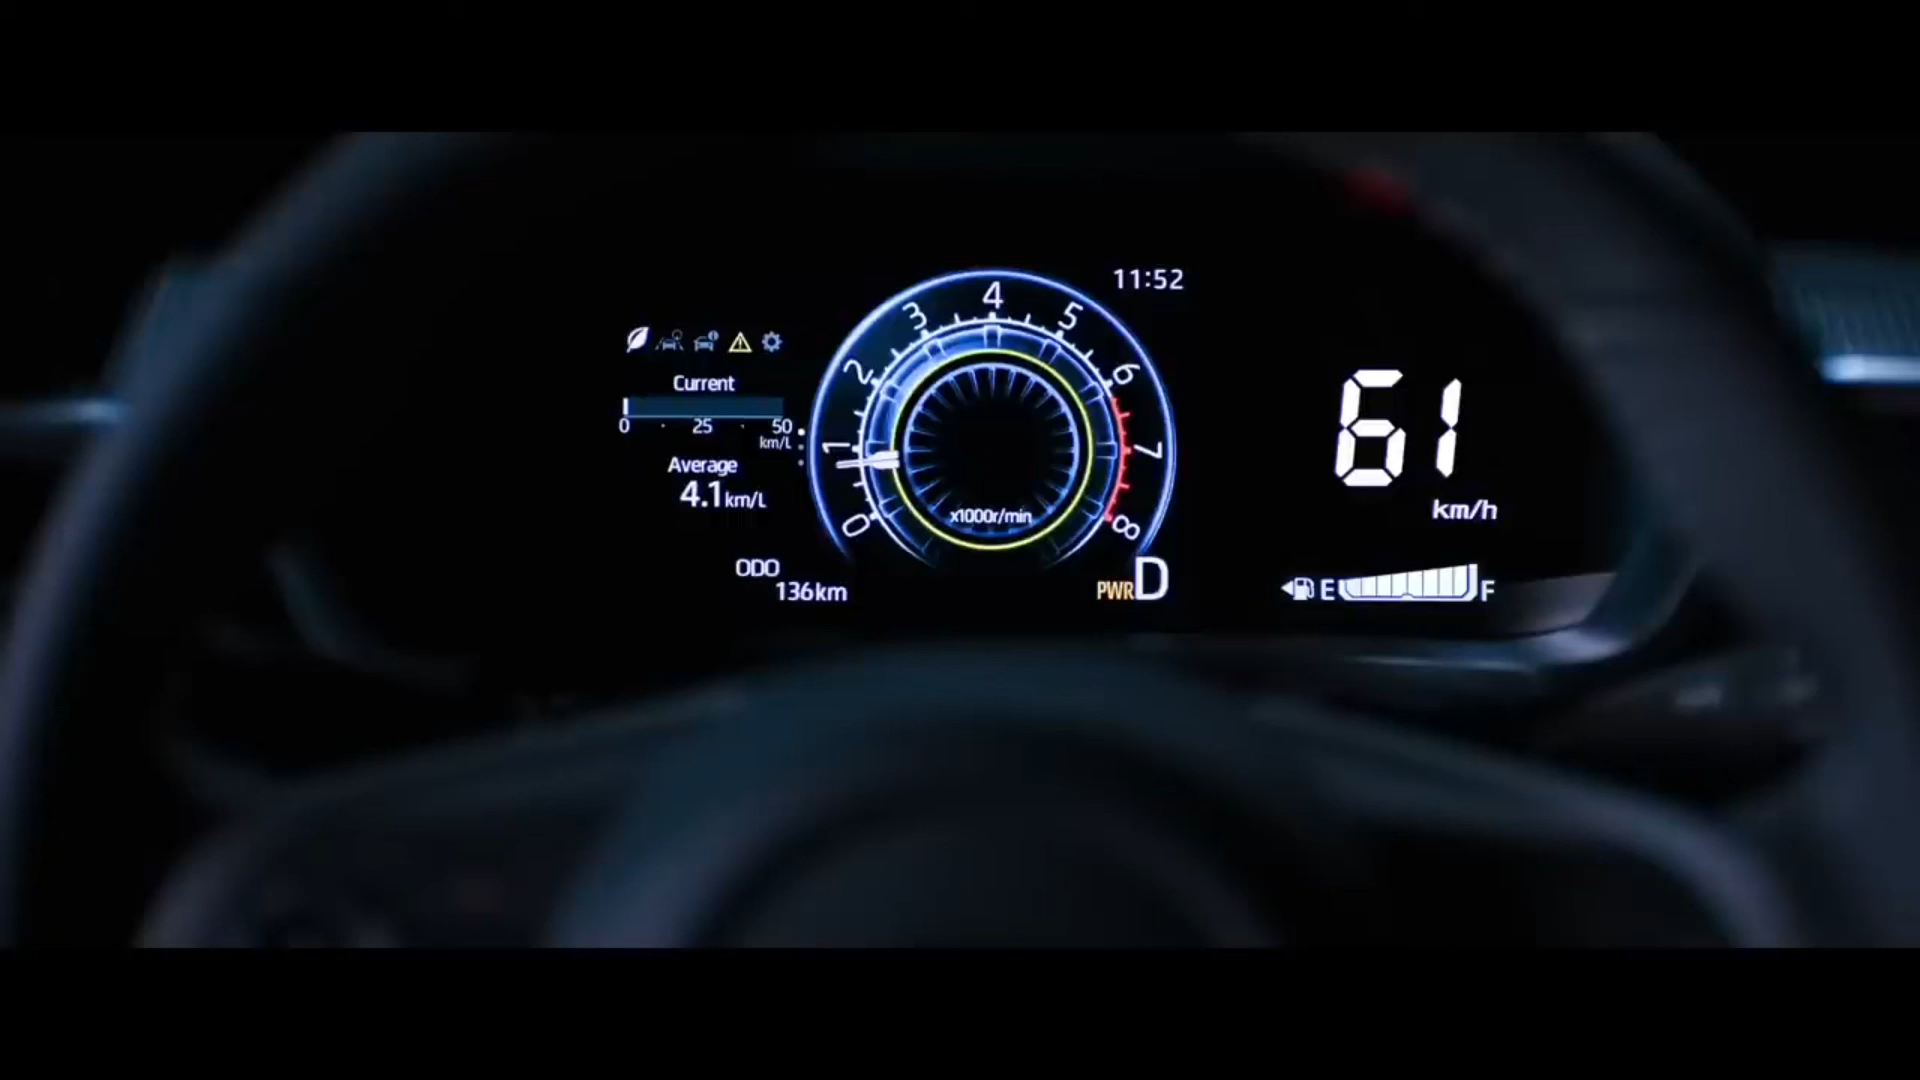 11:52
0 1 2 3 4 5 6 7 8
x1000r/min
Current
0 25 50
km/L
Average
4.1km/L
ODO
136km
PWR D
61
km/h
E F